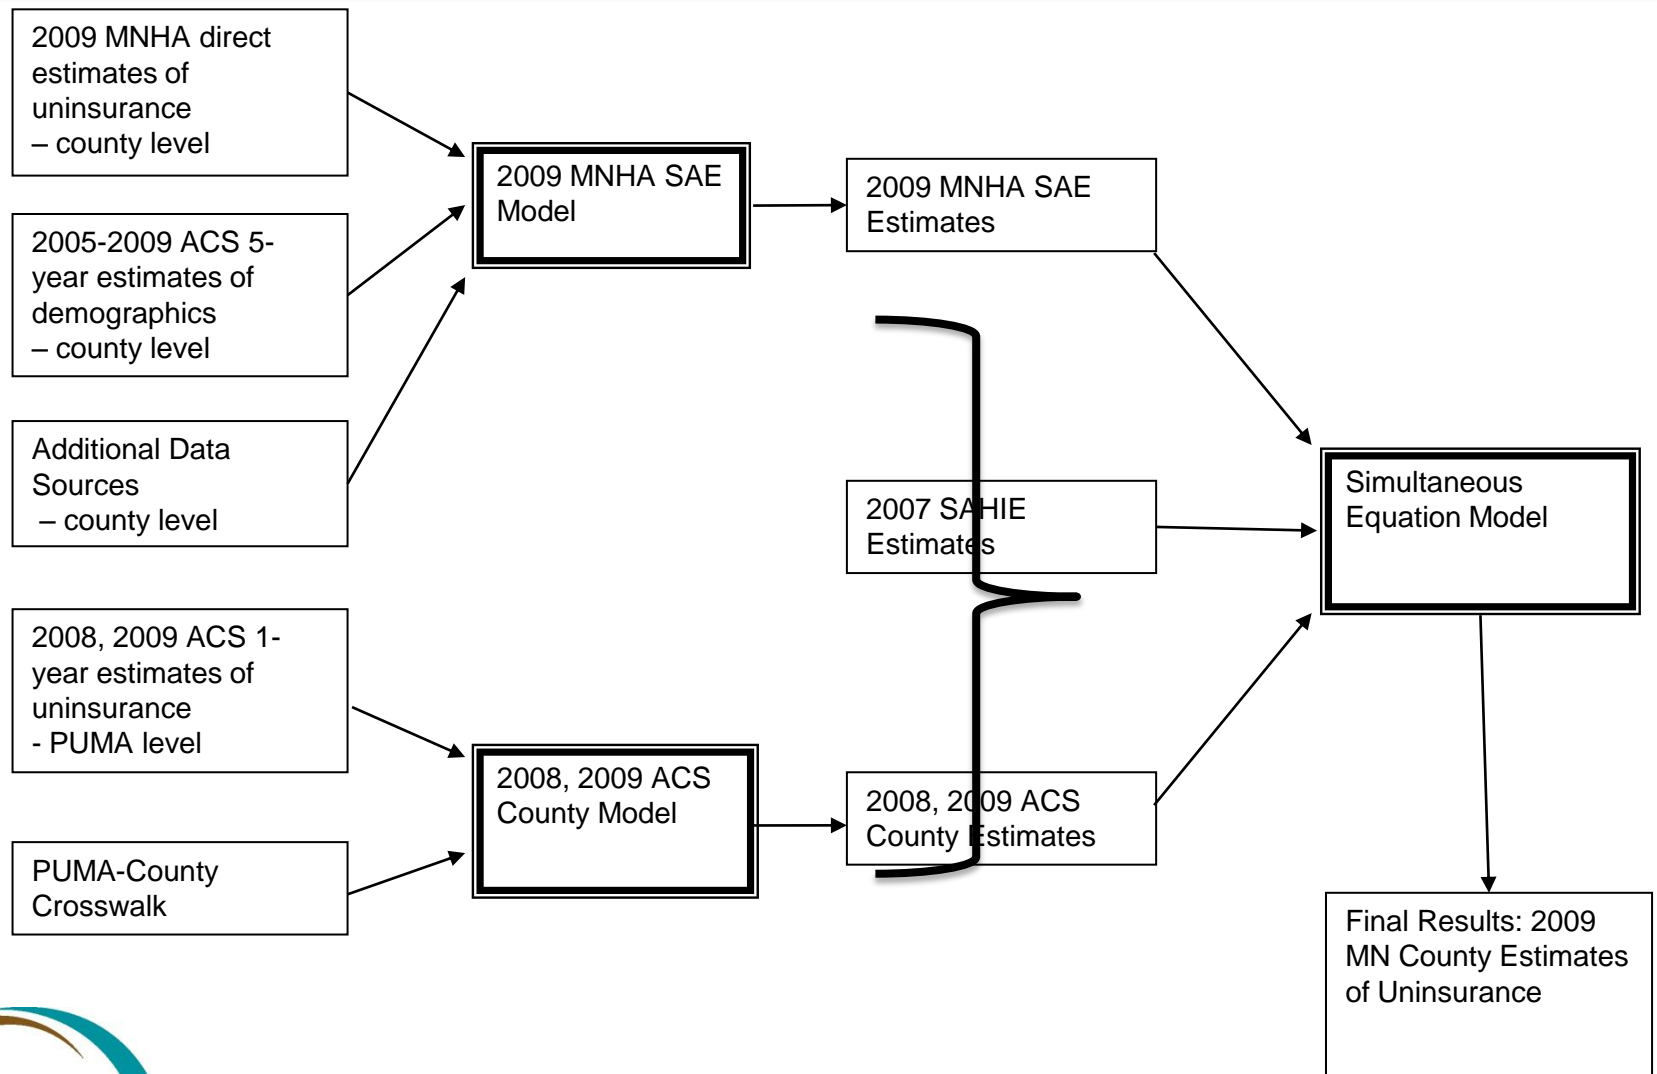 2009 MNHA direct
estimates of
uninsurance
– county level
2005-2009 ACS 5-
year estimates of
demographics
– county level
Additional Data
Sources
– county level
2008, 2009 ACS 1-
year estimates of
uninsurance
- PUMA level
PUMA-County
Crosswalk
2009 MNHA SAE
Model
2008, 2009 ACS
County Model
2009 MNHA SAE
Estimates
2007 SAHIE
Estimates
2008, 2009 ACS
County Estimates
Simultaneous
Equation Model
Final Results: 2009
MN County Estimates
of Uninsurance